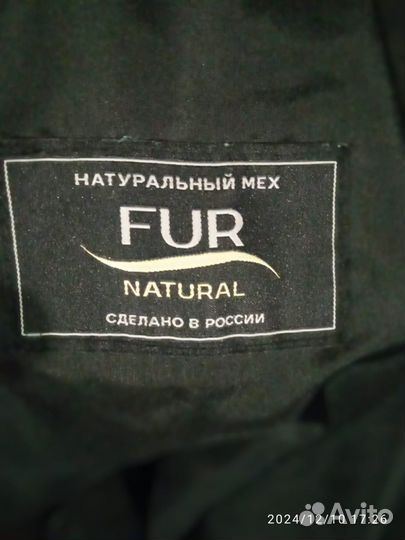 НАТУРАЛЬНЫЙ МЕХ
FUR
NATURAL
СДЕЛАНО В РОССИИ
2024/12/10 17:26
Avito